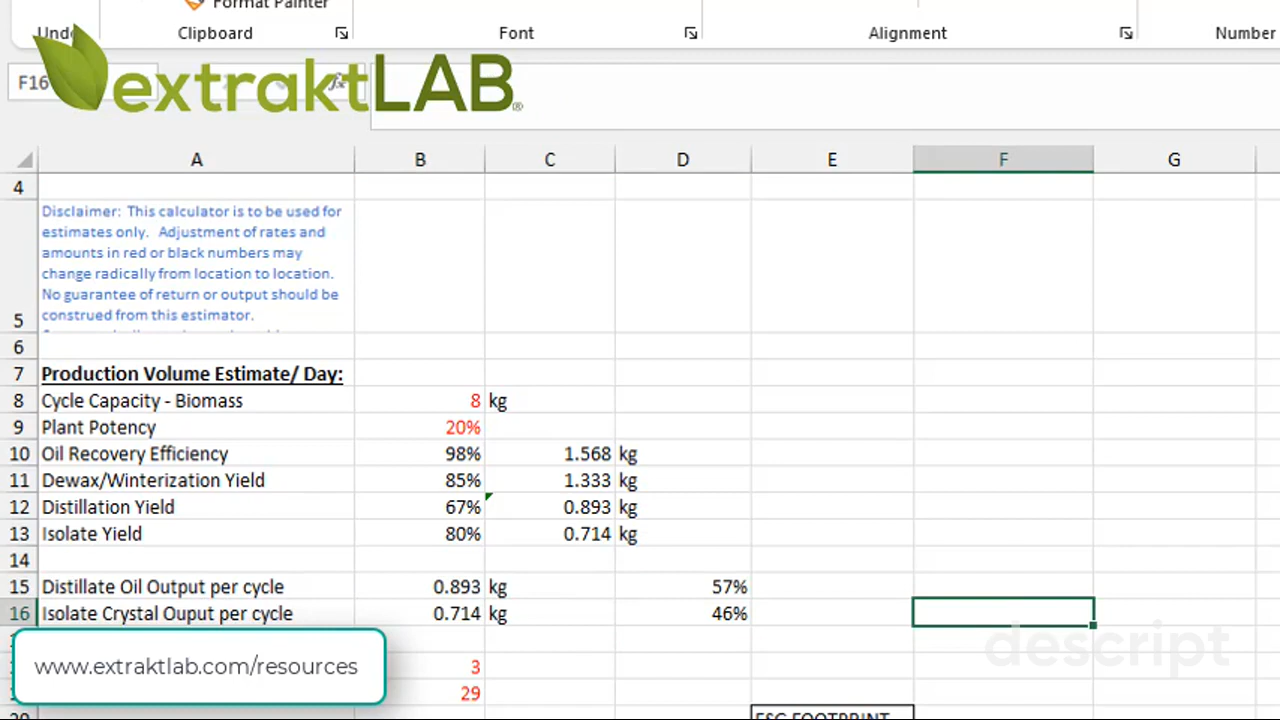 Format Painter
Undo
Clipboard
Font
Alignment
Number
extraktLAB®
F16
fx
A B C D E F G
4
Disclaimer: This calculator is to be used for
estimates only. Adjustment of rates and
amounts in red or black numbers may
change radically from location to location.
No guarantee of return or output should be
construed from this estimator.
5
6
7 Production Volume Estimate/ Day:
8 Cycle Capacity - Biomass 8 kg
9 Plant Potency 20%
10 Oil Recovery Efficiency 98% 1.568 kg
11 Dewax/Winterization Yield 85% 1.333 kg
12 Distillation Yield 67% 0.893 kg
13 Isolate Yield 80% 0.714 kg
14
15 Distillate Oil Output per cycle 0.893 kg 57%
16 Isolate Crystal Ouput per cycle 0.714 kg 46%
descript
www.extraktlab.com/resources
3
29
ESG FOOTPRINT